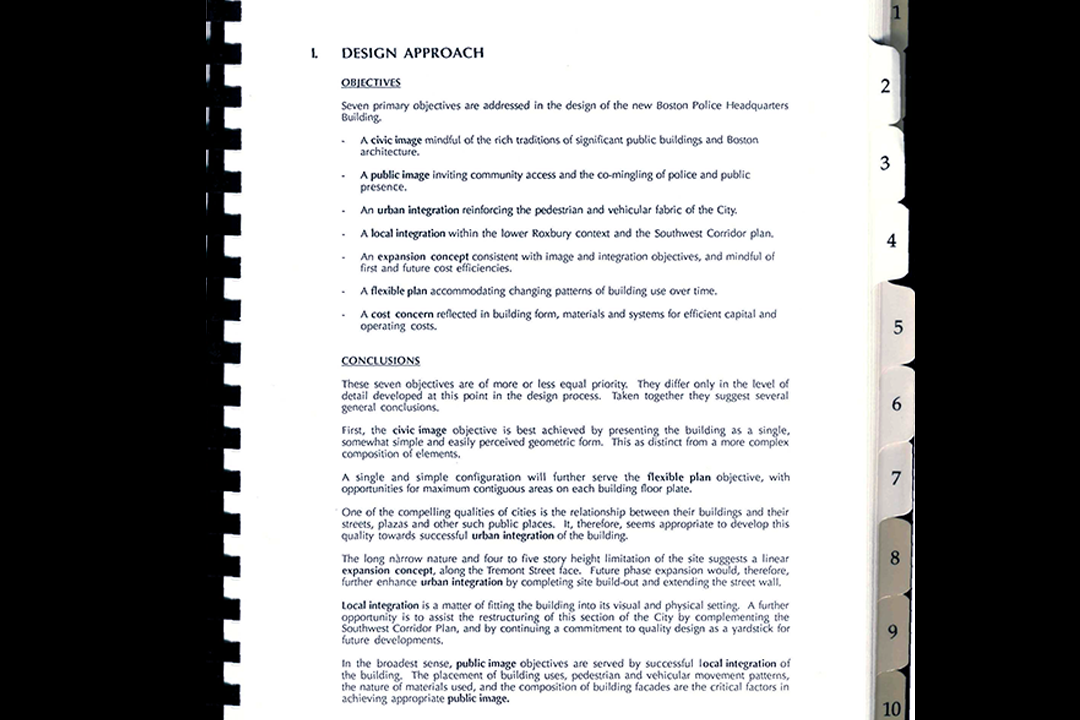 1. DESIGN APPROACH
OBJECTIVES
Seven primary objectives are addressed in the design of the new Boston Police Headquarters
Building.
- A civic image mindful of the rich traditions of significant public buildings and Boston
architecture.
- A public image inviting community access and the co-mingling of police and public
presence.
- An urban integration reinforcing the pedestrian and vehicular fabric of the City.
- A local integration within the lower Roxbury context and the Southwest Corridor plan.
- An expansion concept consistent with image and integration objectives, and mindful of
first and future cost efficiencies.
- A flexible plan accommodating changing patterns of building use over time.
- A cost concern reflected in building form, materials and systems for efficient capital and
operating costs.
CONCLUSIONS
These seven objectives are of more or less equal priority. They differ only in the level of
detail developed at this point in the design process. Taken together they suggest several
general conclusions.
First, the civic image objective is best achieved by presenting the building as a single,
somewhat simple and easily perceived geometric form. This as distinct from a more complex
composition of elements.
A single and simple configuration will further serve the flexible plan objective, with
opportunities for maximum contiguous areas on each building floor plate.
One of the compelling qualities of cities is the relationship between their buildings and their
streets, plazas and other such public places. It, therefore, seems appropriate to develop this
quality towards successful urban integration of the building.
The long narrow nature and four to five story height limitation of the site suggests a linear
expansion concept, along the Tremont Street face. Future phase expansion would, therefore,
further enhance urban integration by completing site build-out and extending the street wall.
Local integration is a matter of fitting the building into its visual and physical setting. A further
opportunity is to assist the restructuring of this section of the City by complementing the
Southwest Corridor Plan, and by continuing a commitment to quality design as a yardstick for
future developments.
In the broadest sense, public image objectives are served by successful local integration of
the building. The placement of building uses, pedestrian and vehicular movement patterns,
the nature of materials used, and the composition of building facades are the critical factors in
achieving appropriate public image.
1
2
3
4
5
6
7
8
9
10